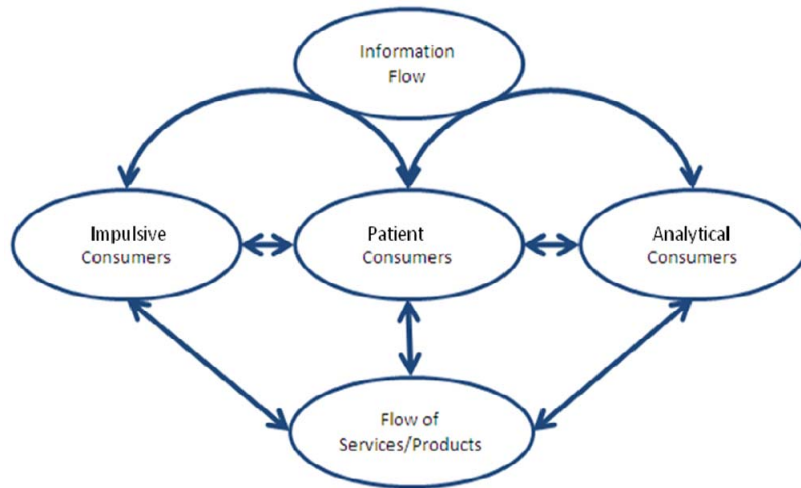 Information
Flow
Impulsive
Consumers
Patient
Consumers
Analytical
Consumers
Flow of
Services/Products